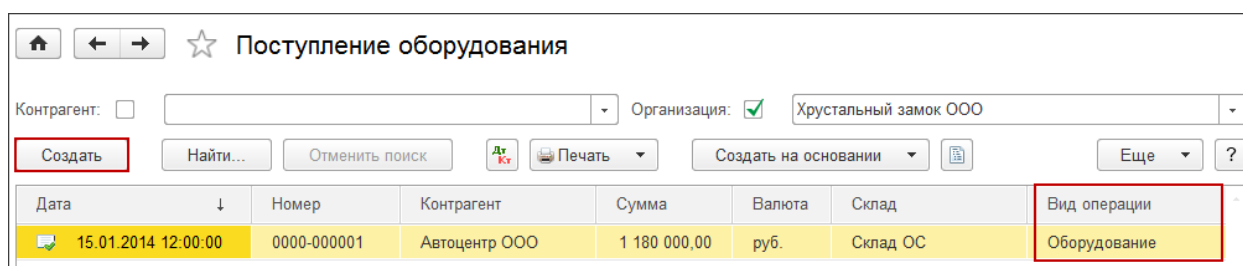 Поступление оборудования
Контрагент: Организация: Хрустальный замок ООО
Создать Найти... Отменить поиск Дт Кт Печать Создать на основании Еще ?
Дата ↓ Номер Контрагент Сумма Валюта Склад Вид операции
15.01.2014 12:00:00 0000-000001 Автоцентр ООО 1 180 000,00 руб. Склад ОС Оборудование